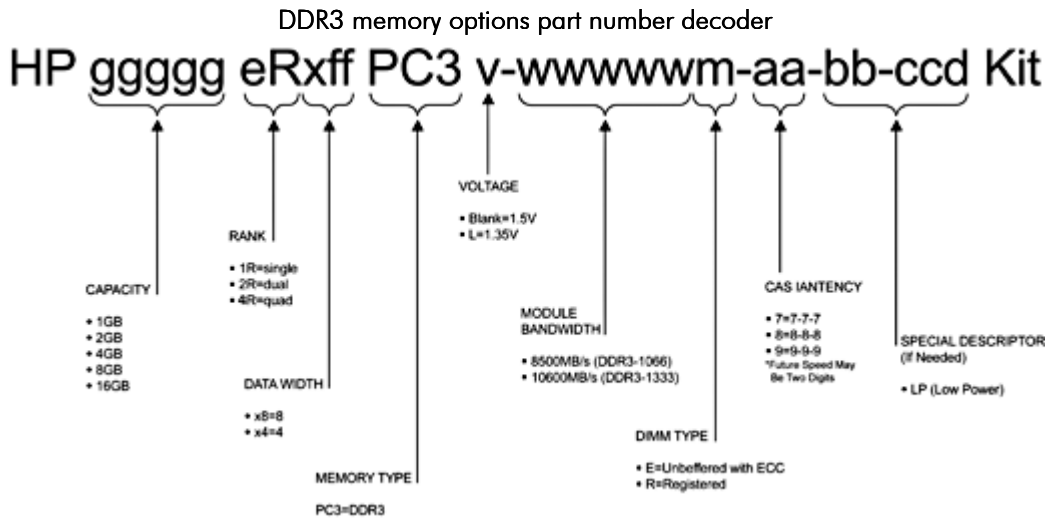 DDR3 memory options part number decoder
HP ggggg eRxff PC3 v-wwwwwm-aa-bb-ccd Kit
VOLTAGE
▪ Blank=1.5V
▪ L=1.35V
RANK
▪ 1R=single
▪ 2R=dual
▪ 4R=quad
CAPACITY
+ 1GB
+ 2GB
+ 4GB
+ 8GB
+ 16GB
CAS IANTENCY
▪ 7=7-7-7
▪ 8=8-8-8
▪ 9=9-9-9
*Future Speed May
Be Two Digits
MODULE
BANDWIDTH
▪ 8500MB/s (DDR3-1066)
▪ 10600MB/s (DDR3-1333)
SPECIAL DESCRIPTOR
(If Needed)
▪ LP (Low Power)
DATA WIDTH
+ x8=8
+ x4=4
DIMM TYPE
▪ E=Unbeffered with ECC
▪ R=Registered
MEMORY TYPE
PC3=DDR3